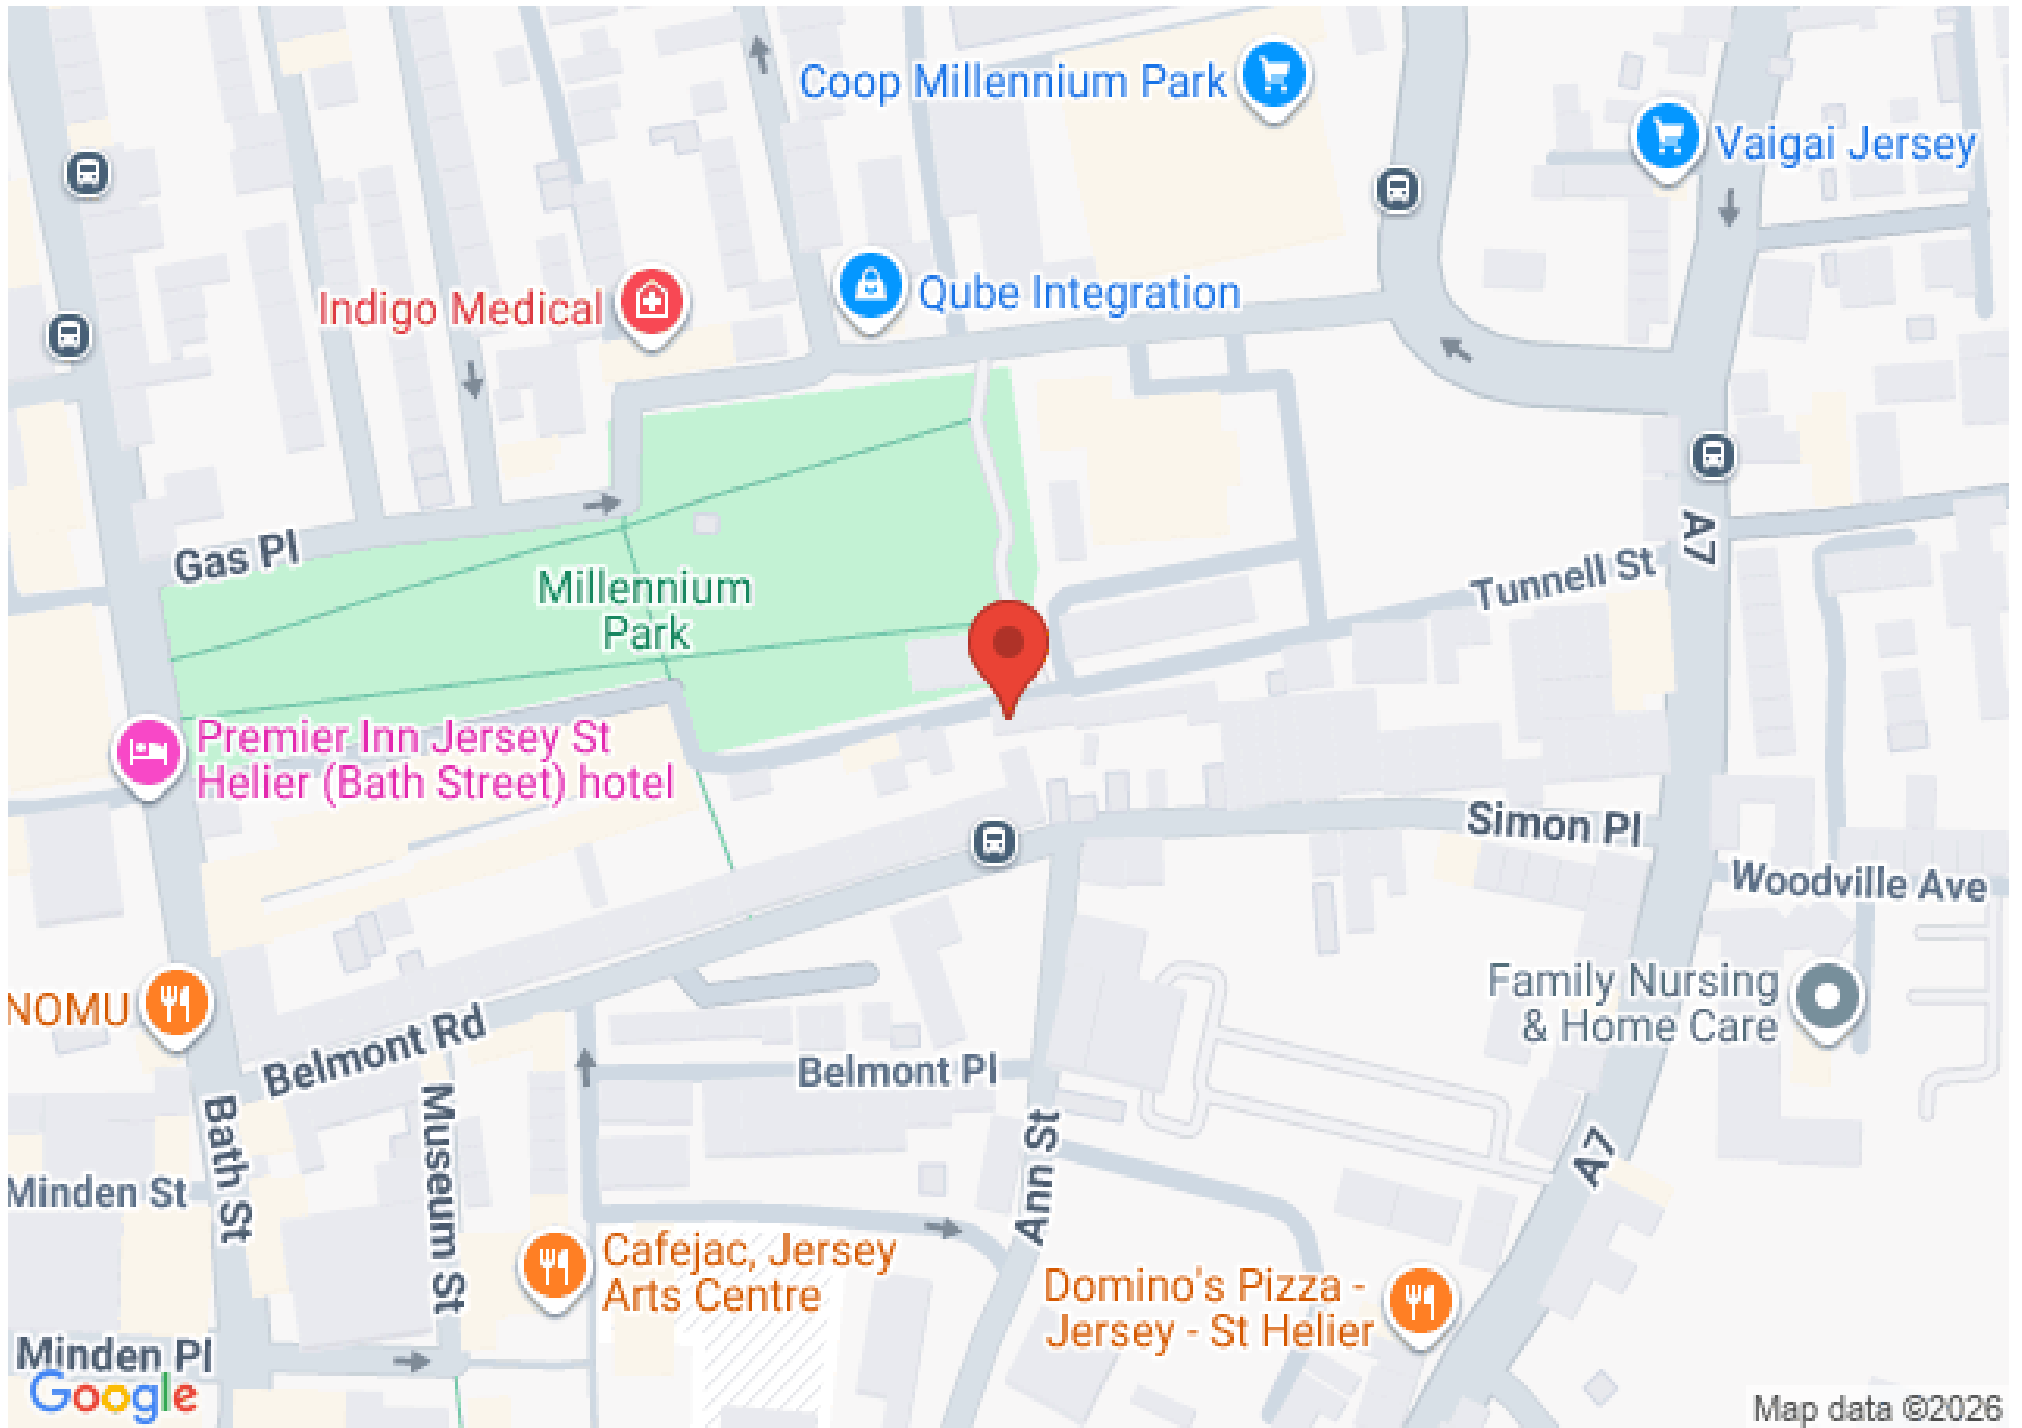 Coop Millennium Park
Vaigai Jersey
Indigo Medical
Qube Integration
Gas Pl
A7
Tunnell St
Millennium
Park
Premier Inn Jersey St
Helier (Bath Street) hotel
Simon Pl
Woodville Ave
NOMU
Family Nursing
& Home Care
Belmont Rd
Belmont Pl
Bath St
Museum St
Ann St
A7
Minden St
Cafejac, Jersey
Arts Centre
Domino's Pizza -
Jersey - St Helier
Minden Pl
Google
Map data ©2026